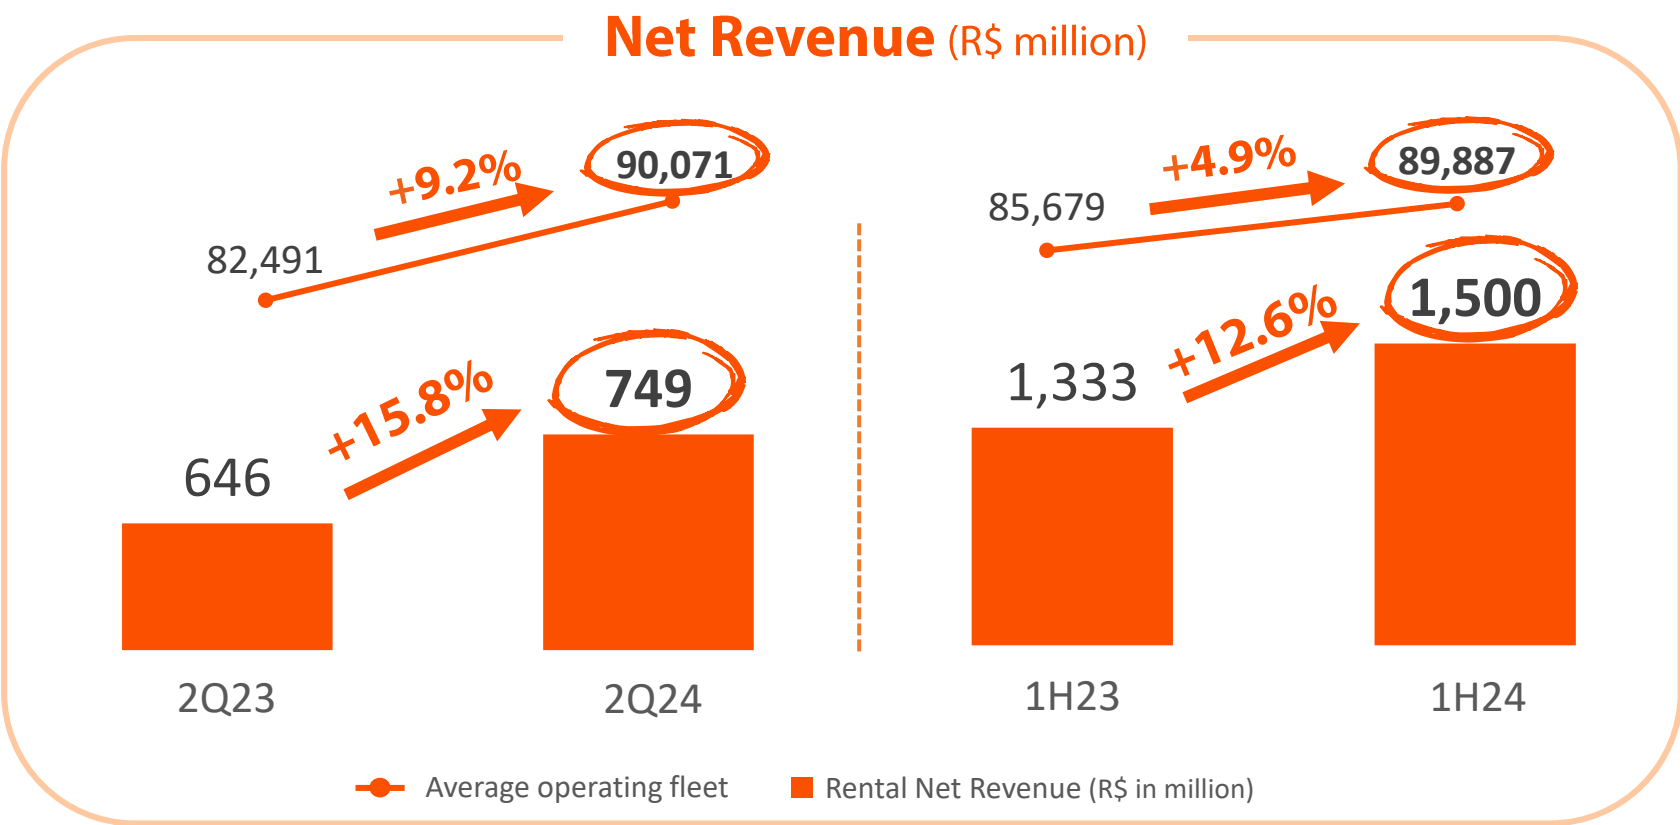 Net Revenue (R$ million)
+9.2%
90,071
82,491
+15.8%
749
646
2Q23
2Q24
+4.9%
89,887
85,679
+12.6%
1,500
1,333
1H23
1H24
Average operating fleet
Rental Net Revenue (R$ in million)